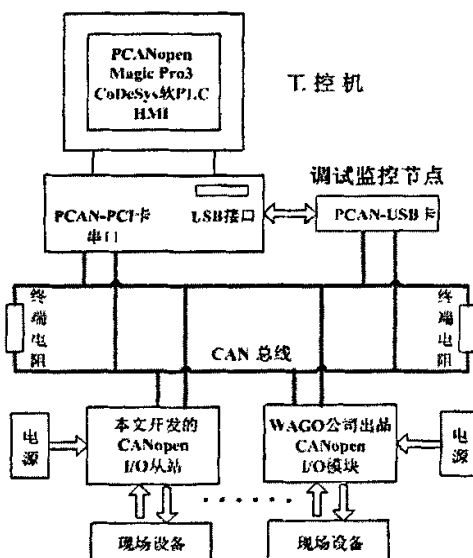 PCANopen
Magic Pro3
CoDeSys软PLC
HMI
工控机
调试监控节点
PCAN-PCI卡
串口
USB接口
PCAN-USB卡
终端电阻
CAN 总线
终端电阻
电源
本文开发的
CANopen
I/O从站
WAGO公司出品
CANopen
I/O模块
电源
······
现场设备
现场设备